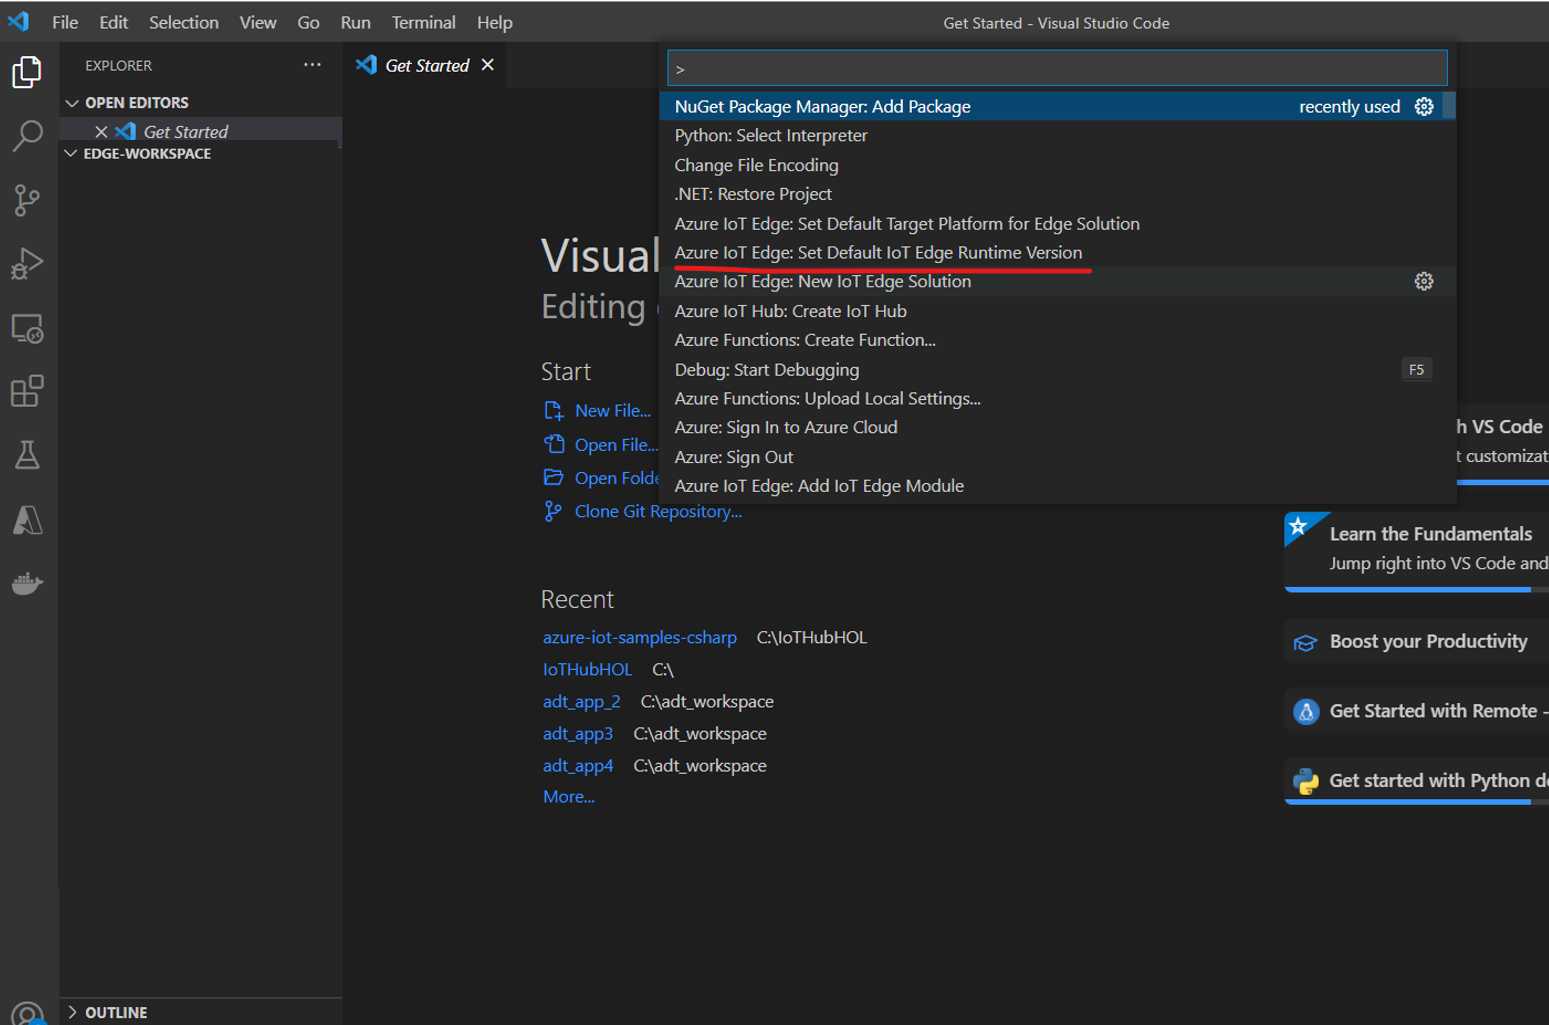 File Edit Selection View Go Run Terminal Help
Get Started - Visual Studio Code
EXPLORER
OPEN EDITORS
Get Started
EDGE-WORKSPACE
OUTLINE
Get Started
>
NuGet Package Manager: Add Package recently used
Python: Select Interpreter
Change File Encoding
.NET: Restore Project
Azure IoT Edge: Set Default Target Platform for Edge Solution
Azure IoT Edge: Set Default IoT Edge Runtime Version
Azure IoT Edge: New IoT Edge Solution
Azure IoT Hub: Create IoT Hub
Azure Functions: Create Function...
Debug: Start Debugging F5
Azure Functions: Upload Local Settings...
Azure: Sign In to Azure Cloud
Azure: Sign Out
Azure IoT Edge: Add IoT Edge Module
Visual
Editing
Start
New File...
Open File...
Open Folde
Clone Git Repository...
Recent
azure-iot-samples-csharp C:\IoTHubHOL
IoTHubHOL C:\
adt_app_2 C:\adt_workspace
adt_app3 C:\adt_workspace
adt_app4 C:\adt_workspace
More...
h VS Code
t customizat
Learn the Fundamentals
Jump right into VS Code and
Boost your Productivity
Get Started with Remote -
Get started with Python de